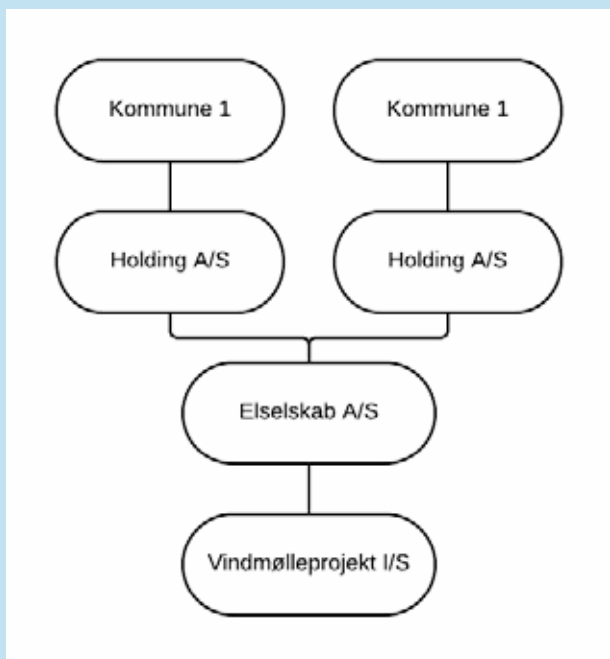 Kommune 1
Kommune 1
Holding A/S
Holding A/S
Elselskab A/S
Vindmølleprojekt I/S